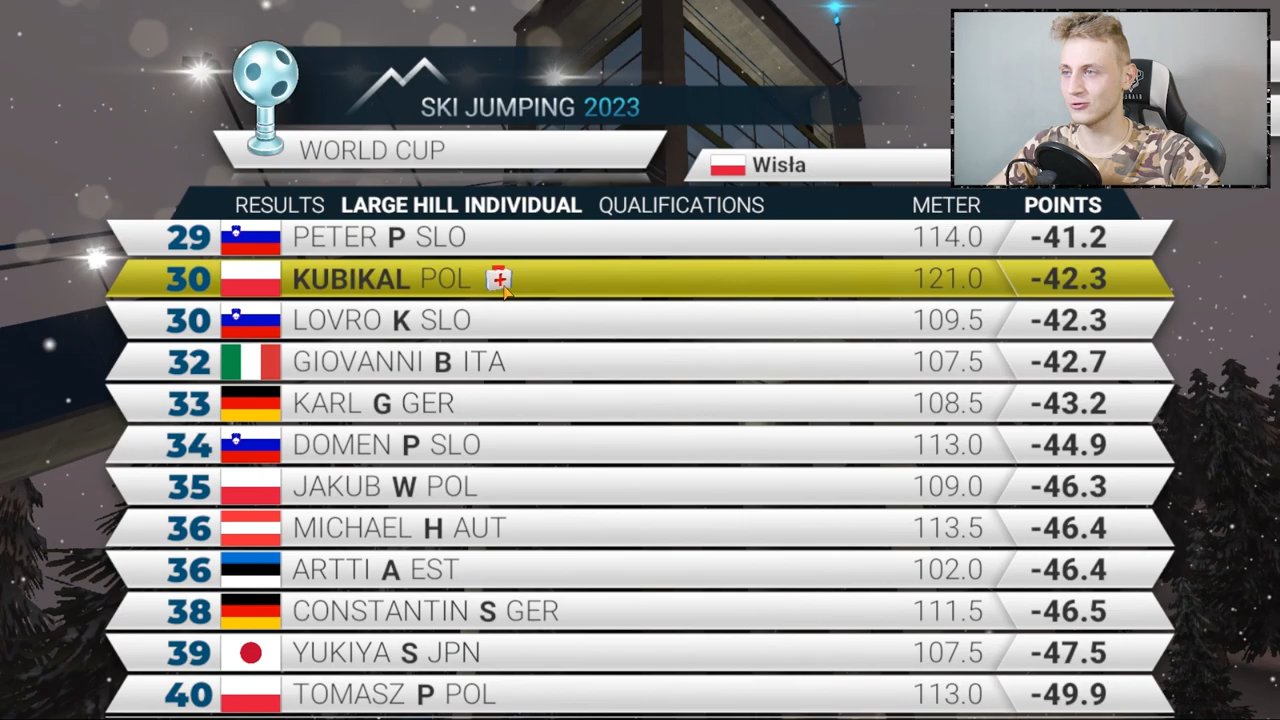 SKI JUMPING 2023
WORLD CUP
Wisła
RESULTS LARGE HILL INDIVIDUAL QUALIFICATIONS METER POINTS
29 PETER P SLO 114.0 -41.2
30 KUBIKAL POL 121.0 -42.3
30 LOVRO K SLO 109.5 -42.3
32 GIOVANNI B ITA 107.5 -42.7
33 KARL G GER 108.5 -43.2
34 DOMEN P SLO 113.0 -44.9
35 JAKUB W POL 109.0 -46.3
36 MICHAEL H AUT 113.5 -46.4
36 ARTTI A EST 102.0 -46.4
38 CONSTANTIN S GER 111.5 -46.5
39 YUKIYA S JPN 107.5 -47.5
40 TOMASZ P POL 113.0 -49.9